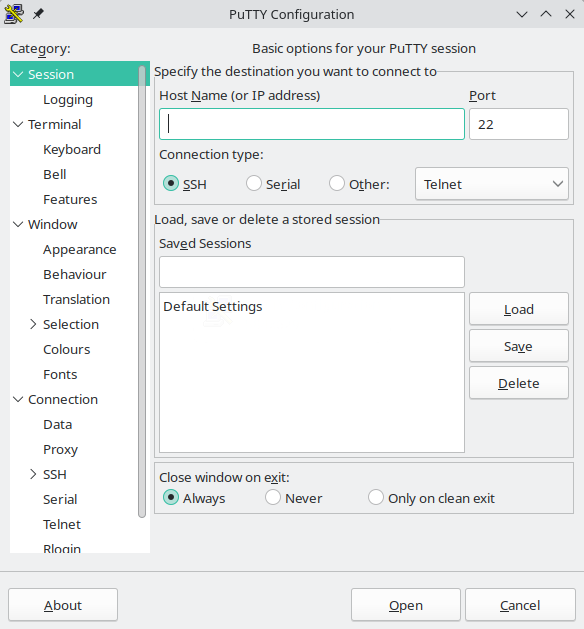 PuTTY Configuration
Category:
Session
Logging
Terminal
Keyboard
Bell
Features
Window
Appearance
Behaviour
Translation
Selection
Colours
Fonts
Connection
Data
Proxy
SSH
Serial
Telnet
Rlogin
Basic options for your PuTTY session
Specify the destination you want to connect to
Host Name (or IP address) Port
22
Connection type:
SSH Serial Other: Telnet
Load, save or delete a stored session
Saved Sessions
Default Settings
Load
Save
Delete
Close window on exit:
Always Never Only on clean exit
About Open Cancel